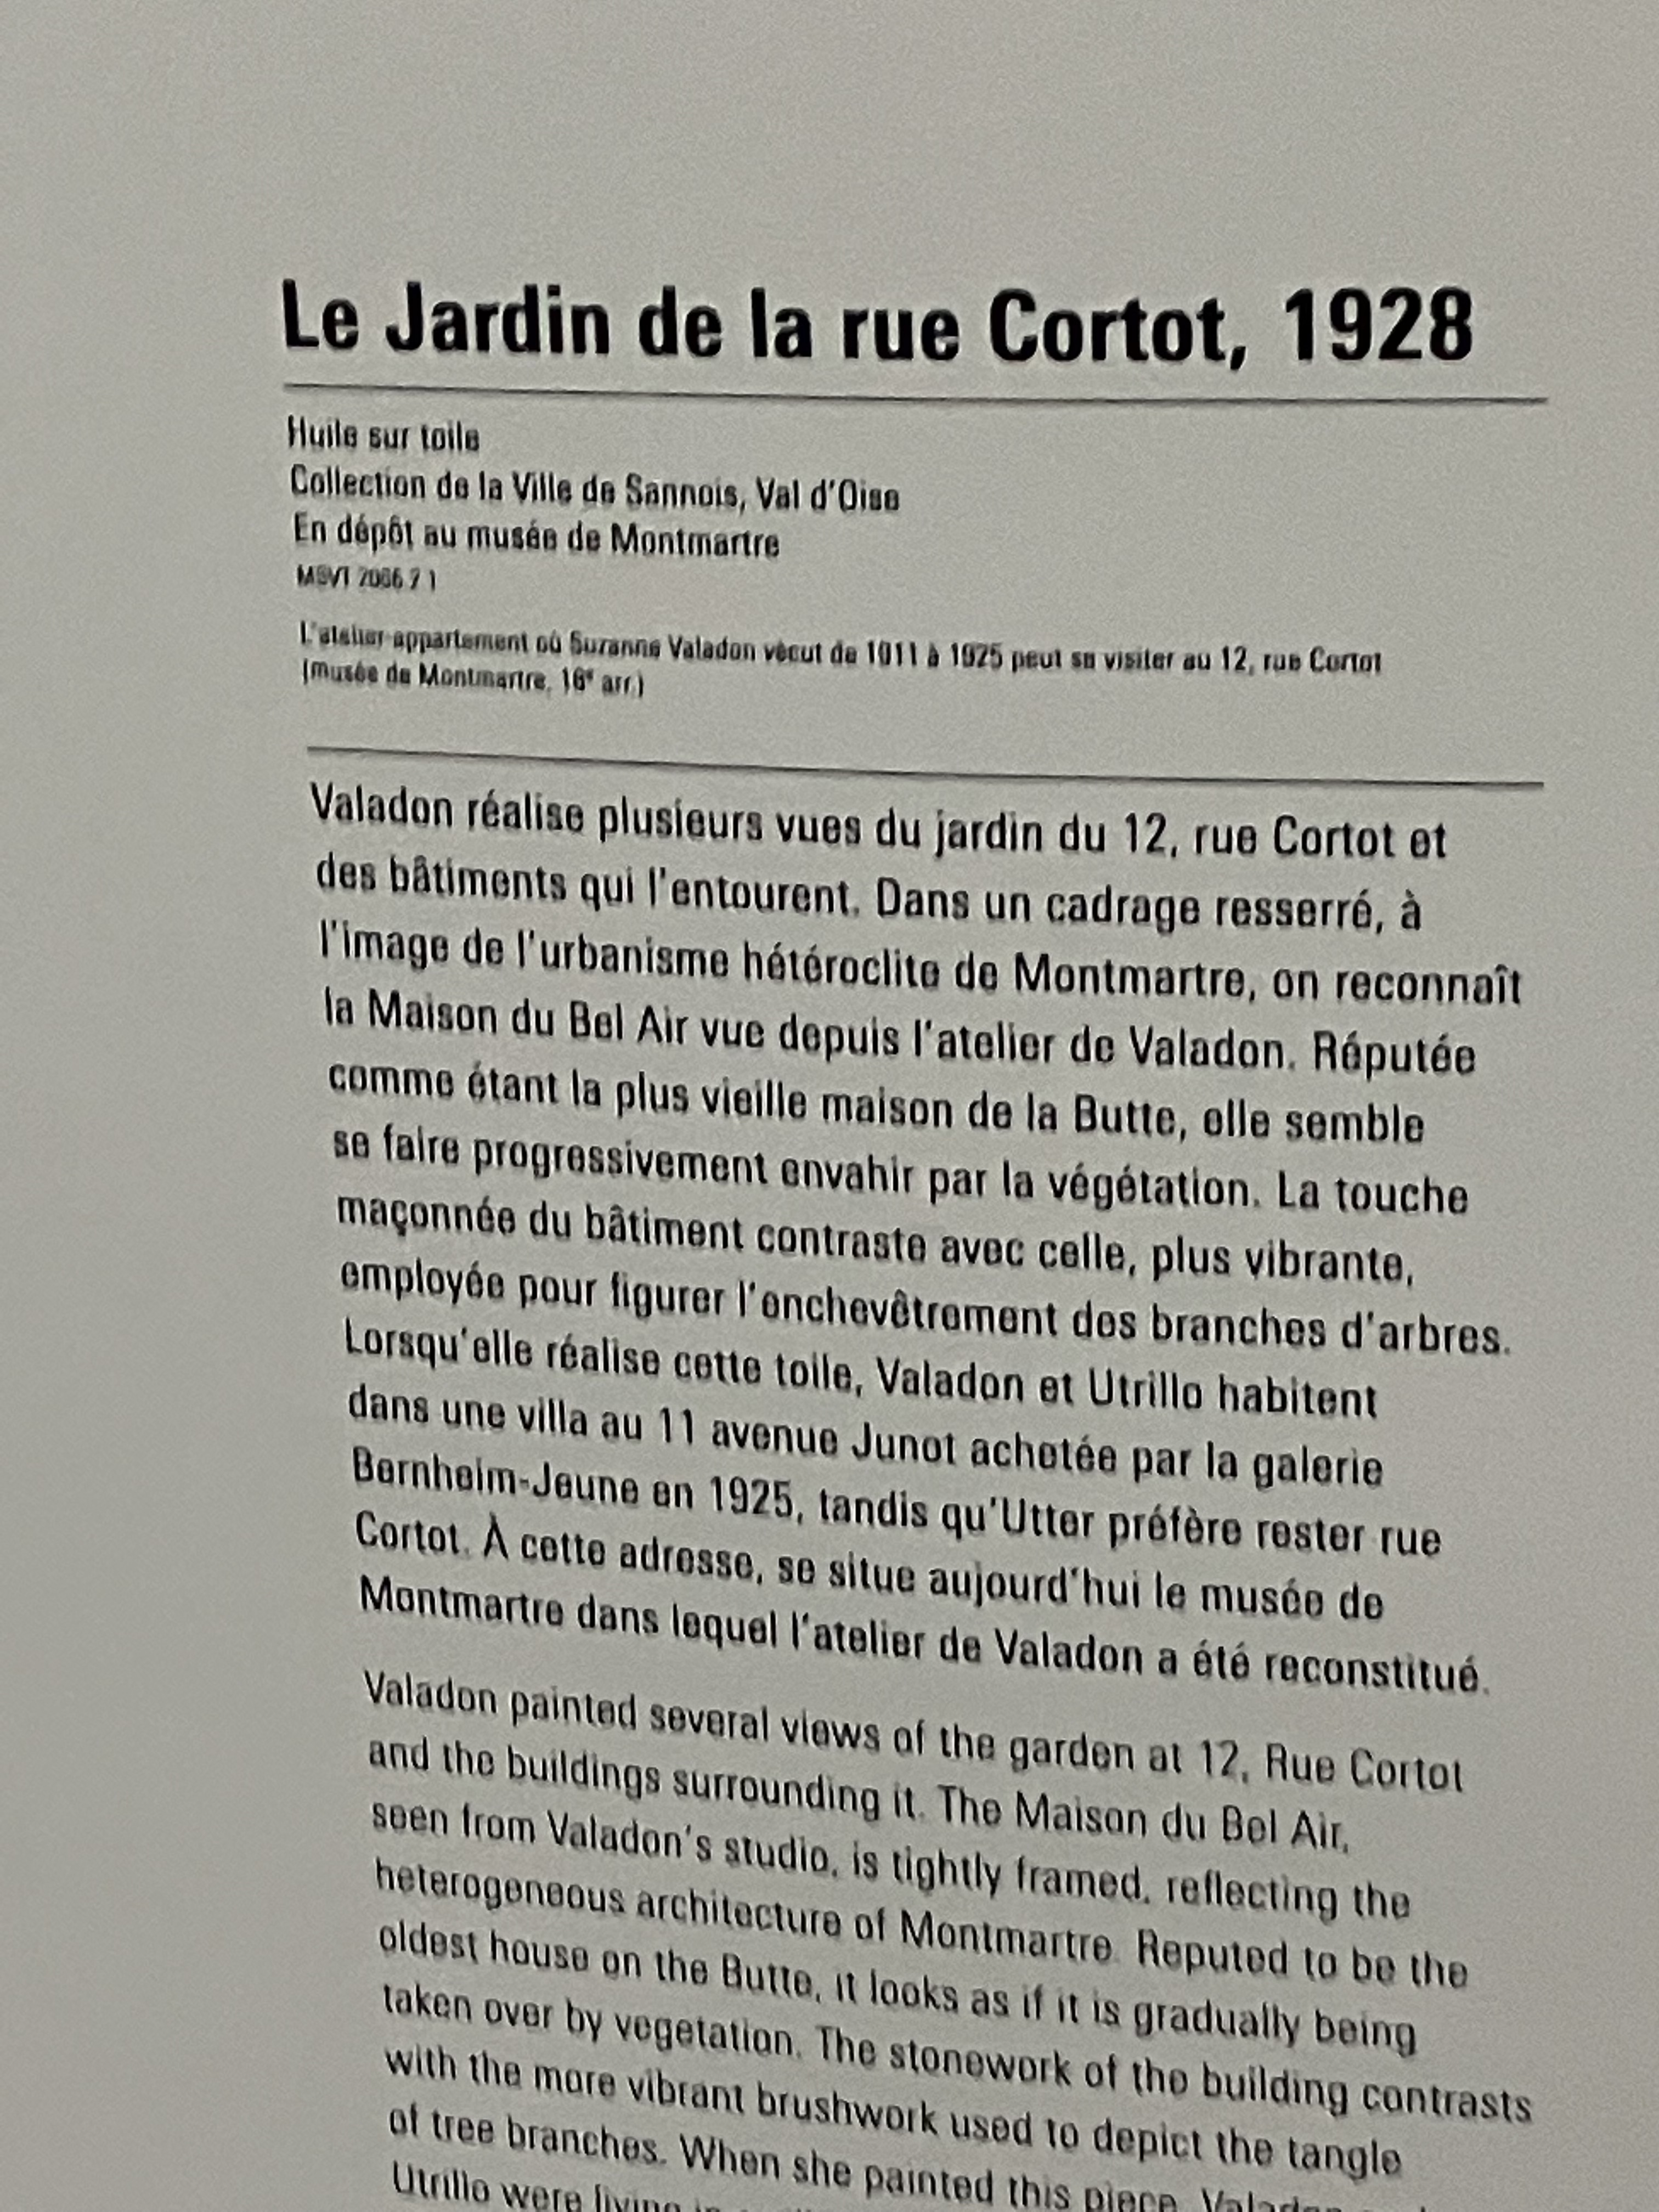 Le Jardin de la rue Cortot, 1928
Huile sur toile
Collection de la Ville de Sannois, Val d'Oise
En dépôt au musée de Montmartre
L'atelier-appartement où Suzanne Valadon vécut de 1911 à 1925 peut se visiter au 12, rue Cortot
(musée de Montmartre, arr.)
Valadon réalise plusieurs vues du jardin du 12, rue Cortot et
des bâtiments qui l'entourent. Dans un cadrage resserré, à
l'image de l'urbanisme hétéroclite de Montmartre, on reconnaît
la Maison du Bel Air vue depuis l'atelier de Valadon. Réputée
comme étant la plus vieille maison de la Butte, elle semble
se faire progressivement envahir par la végétation. La touche
maçonnée du bâtiment contraste avec celle, plus vibrante,
employée pour figurer l'enchevêtrement des branches d'arbres.
Lorsqu'elle réalise cette toile, Valadon et Utrillo habitent
dans une villa au 11 avenue Junot achetée par la galerie
Bernheim-Jeune en 1925, tandis qu'Utter préfère rester rue
Cortot. À cette adresse, se situe aujourd'hui le musée de
Montmartre dans lequel l'atelier de Valadon a été reconstitué.
Valadon painted several views of the garden at 12, Rue Cortot
and the buildings surrounding it. The Maison du Bel Air,
seen from Valadon's studio, is tightly framed, reflecting the
heterogeneous architecture of Montmartre. Reputed to be the
oldest house on the Butte, it looks as if it is gradually being
taken over by vegetation. The stonework of the building contrasts
with the more vibrant brushwork used to depict the tangle
of tree branches. When she painted this piece, Valadon
Utrillo were living in